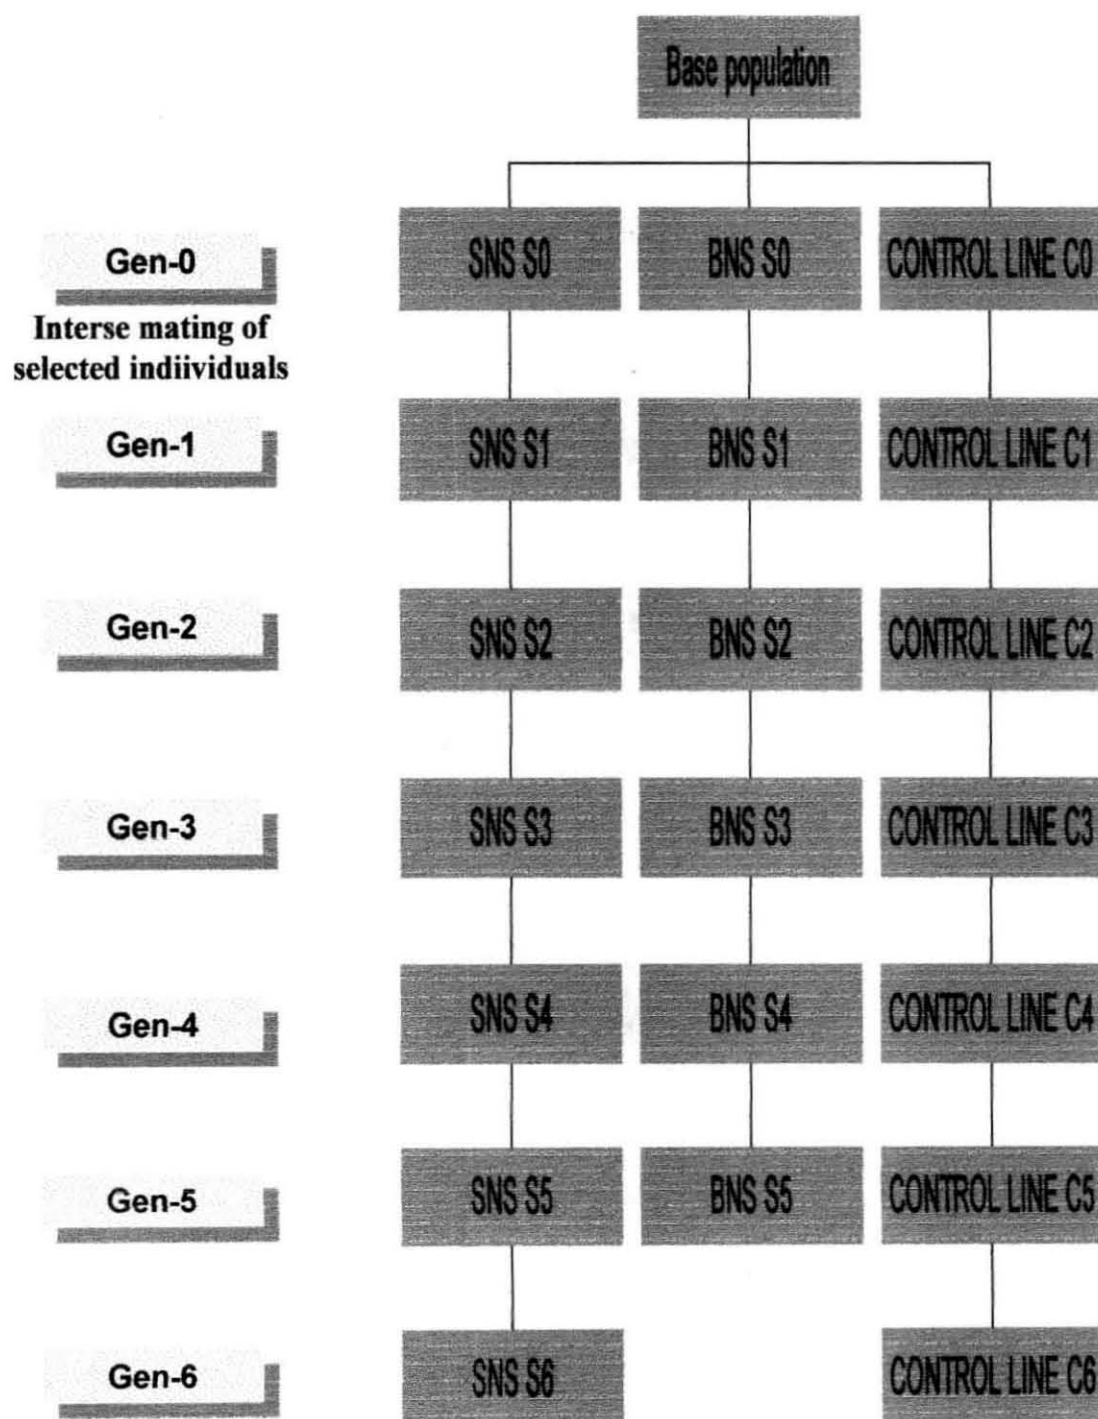 Base population
Gen-0
SNS S0
BNS S0
CONTROL LINE C0
Interse mating of
selected indiividuals
Gen-1
SNS S1
BNS S1
CONTROL LINE C1
Gen-2
SNS S2
BNS S2
CONTROL LINE C2
Gen-3
SNS S3
BNS S3
CONTROL LINE C3
Gen-4
SNS S4
BNS S4
CONTROL LINE C4
Gen-5
SNS S5
BNS S5
CONTROL LINE C5
Gen-6
SNS S6
CONTROL LINE C6